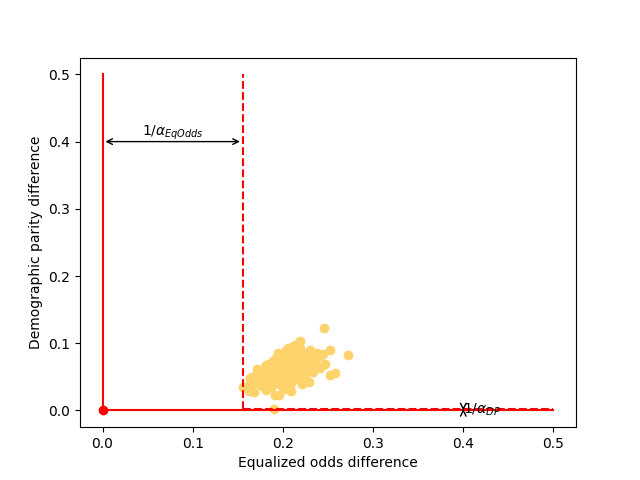 0.5
0.4
0.3
0.2
0.1
0.0
Demographic parity difference
1/α_EqOdds
1/α_DP
0.0 0.1 0.2 0.3 0.4 0.5
Equalized odds difference